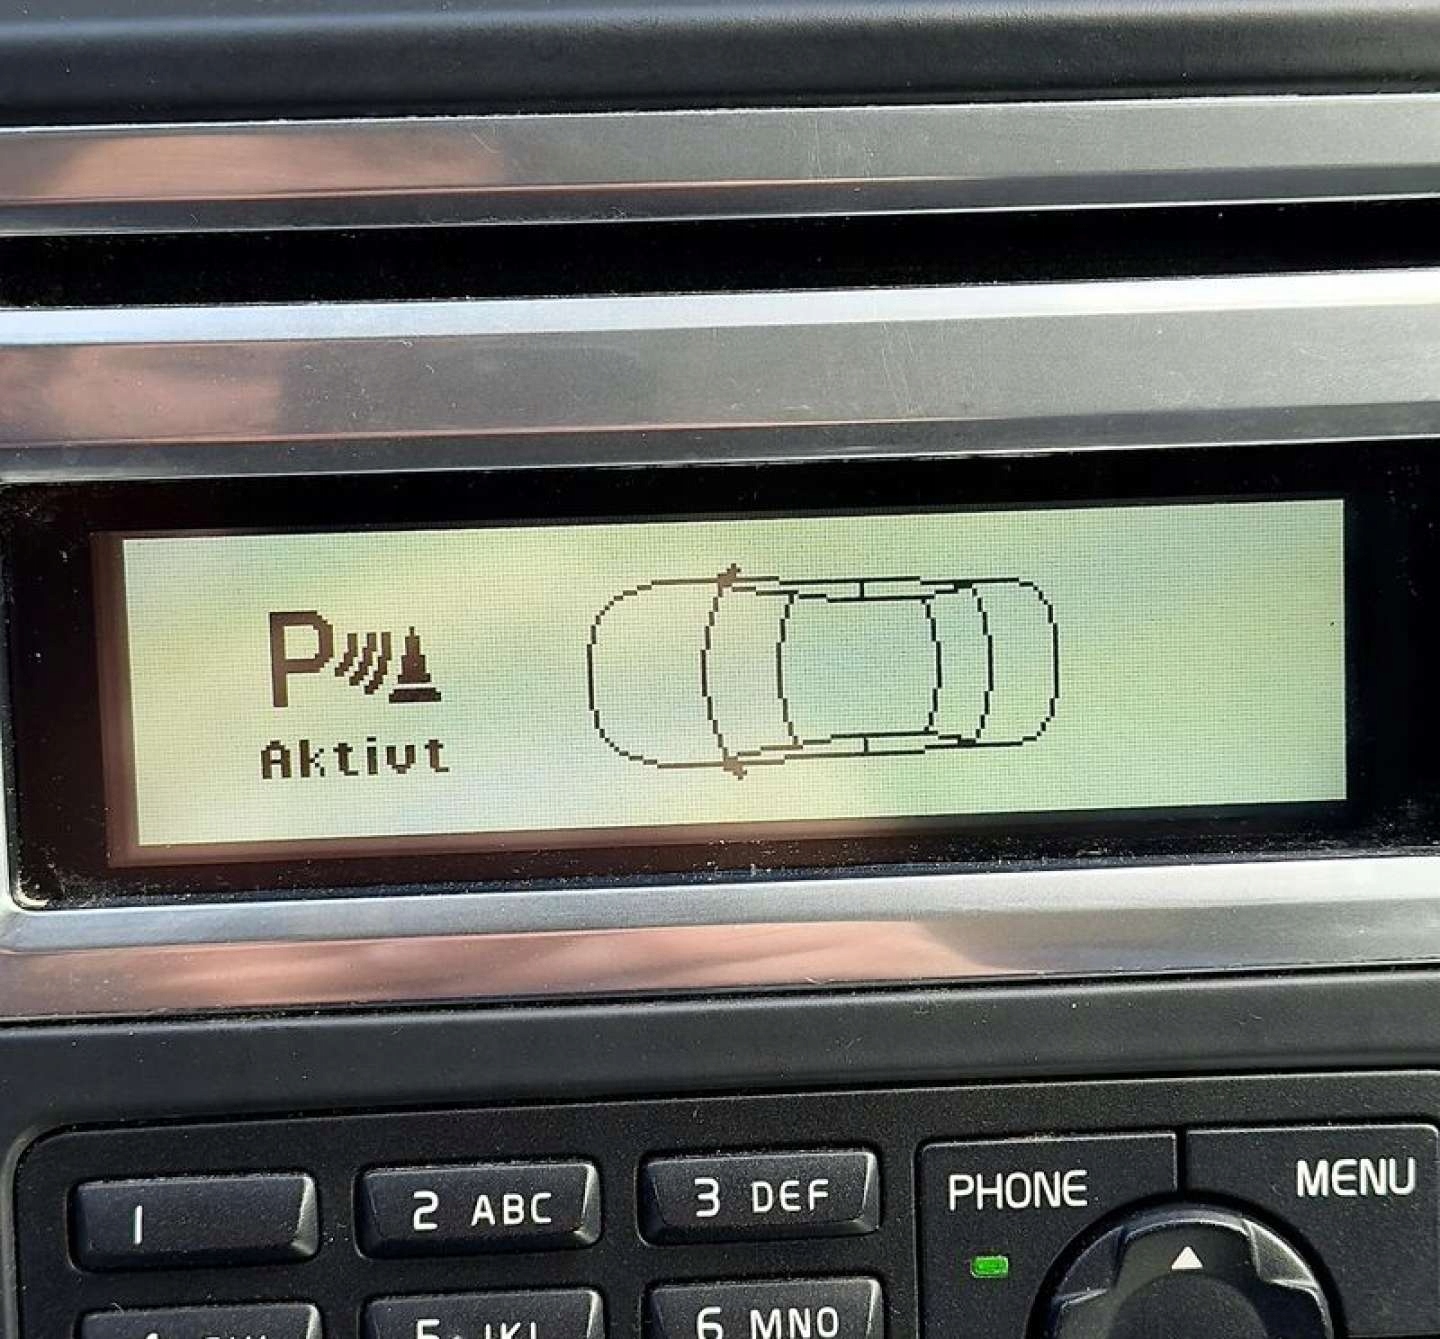 P
Aktivt
1
2 ABC
3 DEF
PHONE
MENU
6 MNO